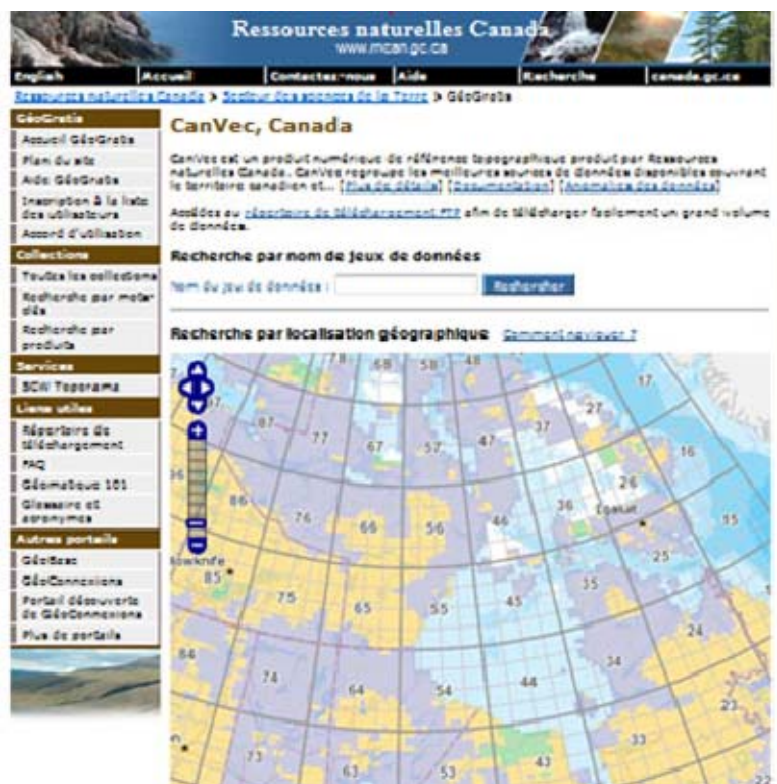 Ressources naturelles Canada
www.rncan.gc.ca
English Accueil Contactez-nous Aide Recherche canada.gc.ca
Ressources naturelles Canada > Secteur des sciences de la Terre > GéoGratis
GéoGratis
Accueil GéoGratis
Plan du site
Aide GéoGratis
Inscription à la liste
des utilisateurs
Accord d'utilisation
Collections
Toutes les collections
Recherche par mots-
clés
Recherche par
produits
Services
SCW Toporama
Liens utiles
Répertoire de
téléchargement
FAQ
Géomatique 101
Glossaire et
acronymes
Autres portails
GéoBase
GéoConnexions
Portail découverte
de GéoConnexions
Plus de portails
CanVec, Canada
CanVec est un produit numérique de référence topographique produit par Ressources
naturelles Canada. CanVec regroupe les meilleures sources de données disponibles couvrant
le territoire canadien et... [Plus de détails] [Documentation] [Anomalies des données]
Accédez au répertoire de téléchargement FTP afin de télécharger facilement un grand volume
de données.
Recherche par nom de jeux de données
Nom du jeu de données : Rechercher
Recherche par localisation géographique Comment naviguer ?
78 68 58 48
17
27
37
87 77 67 57 47
16
26
36 Iqaluit
86 76 66 56 46
15
25
owknife
85
75 65 55 45 35
24
34
84
74 64 54 44
23
33
73 63 53 43
22